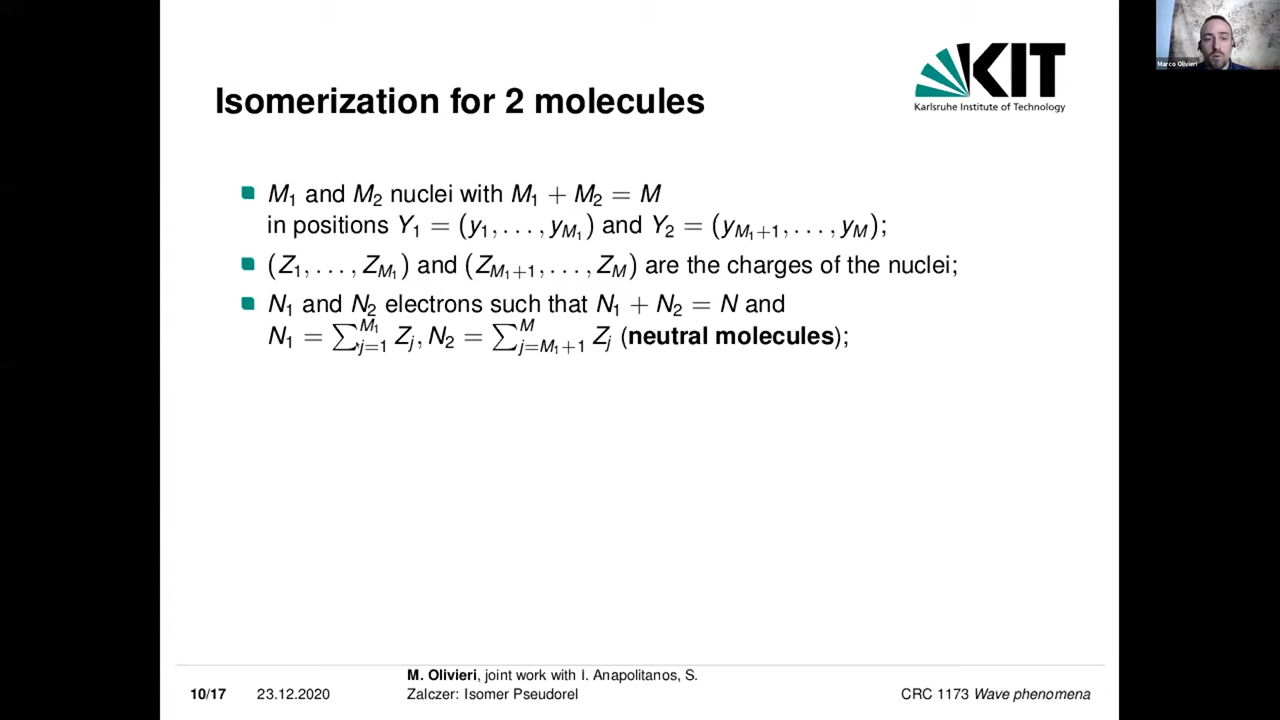 Marco Olivieri
KIT
Karlsruhe Institute of Technology
Isomerization for 2 molecules
M₁ and M₂ nuclei with M₁ + M₂ = M
in positions Y₁ = (y₁, . . . , y_{M₁}) and Y₂ = (y_{M₁+1}, . . . , y_M);
(Z₁, . . . , Z_{M₁}) and (Z_{M₁+1}, . . . , Z_M) are the charges of the nuclei;
N₁ and N₂ electrons such that N₁ + N₂ = N and
N₁ = ∑_{j=1}^{M₁} Z_j, N₂ = ∑_{j=M₁+1}^{M} Z_j (neutral molecules);
M. Olivieri, joint work with I. Anapolitanos, S.
10/17 23.12.2020 Zalczer: Isomer Pseudorel CRC 1173 Wave phenomena